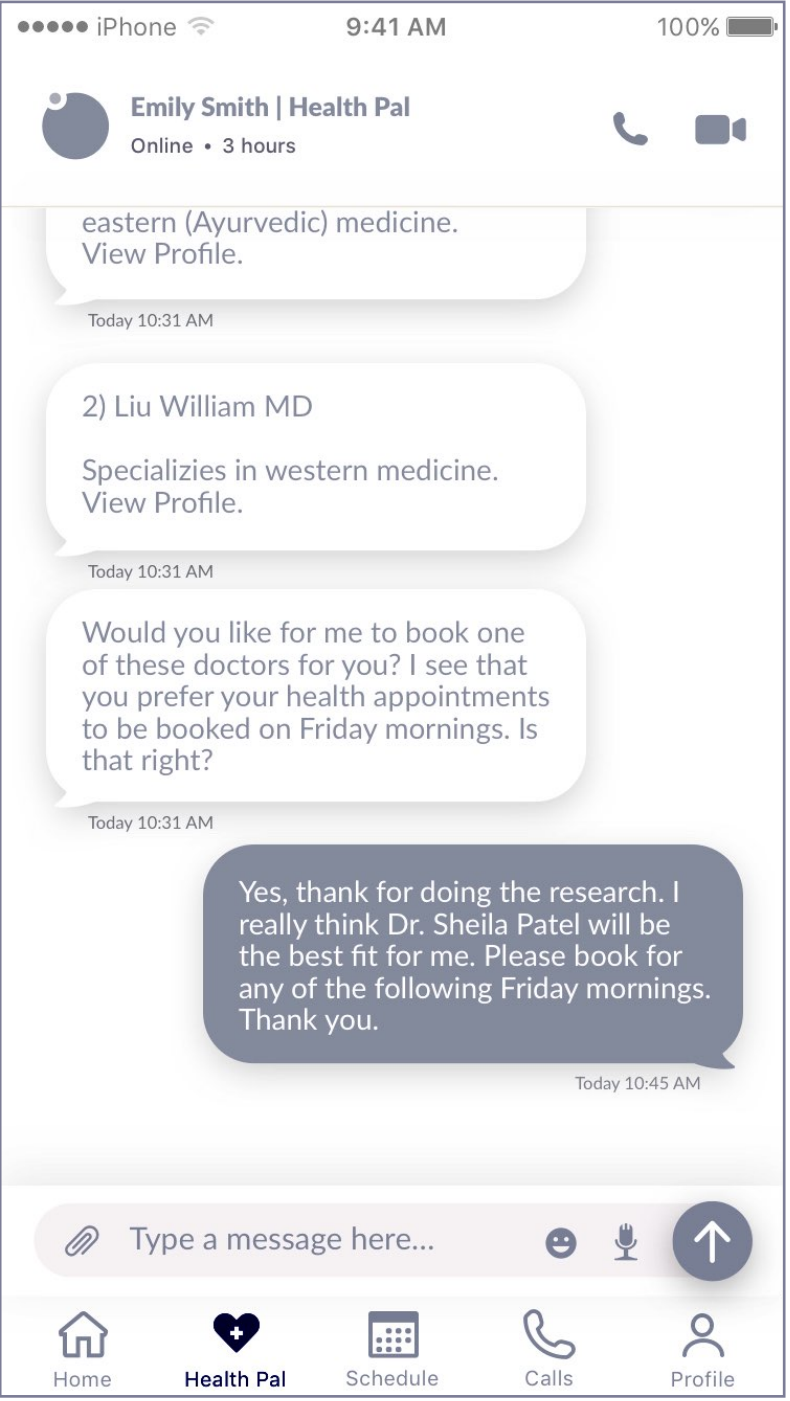 iPhone 9:41 AM 100%
Emily Smith | Health Pal
Online • 3 hours
eastern (Ayurvedic) medicine.
View Profile.
Today 10:31 AM
2) Liu William MD
Specializies in western medicine.
View Profile.
Today 10:31 AM
Would you like for me to book one
of these doctors for you? I see that
you prefer your health appointments
to be booked on Friday mornings. Is
that right?
Today 10:31 AM
Yes, thank for doing the research. I
really think Dr. Sheila Patel will be
the best fit for me. Please book for
any of the following Friday mornings.
Thank you.
Today 10:45 AM
Type a message here...
Home Health Pal Schedule Calls Profile